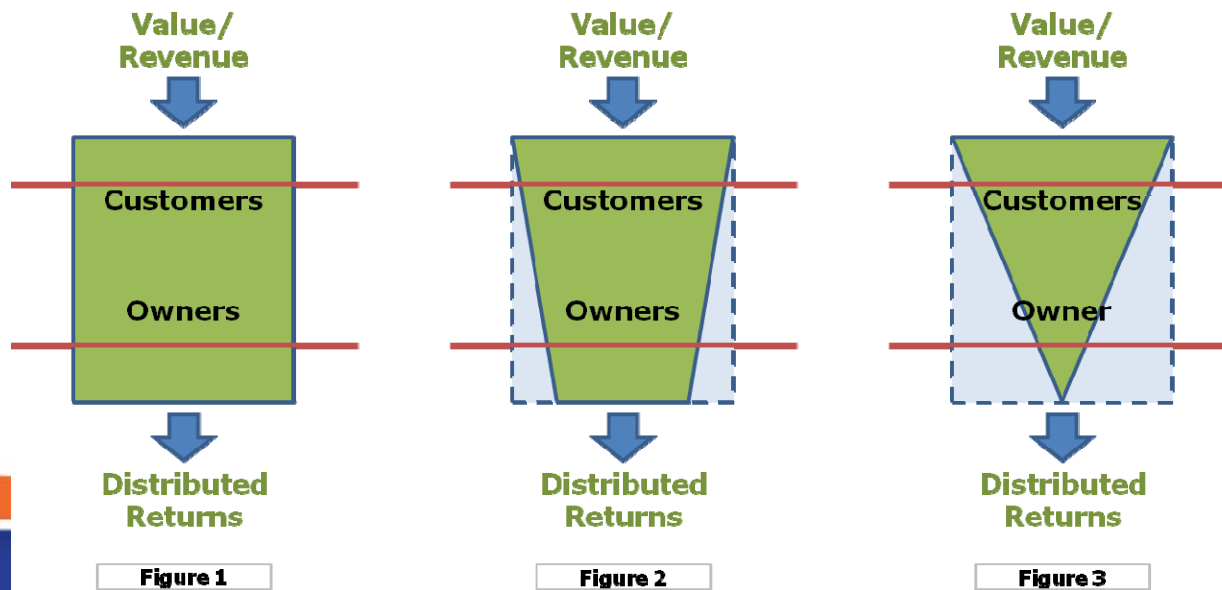 Value/
Revenue
Customers
Owners
Distributed
Returns
Figure 1
Value/
Revenue
Customers
Owners
Distributed
Returns
Figure 2
Value/
Revenue
Customers
Owner
Distributed
Returns
Figure 3